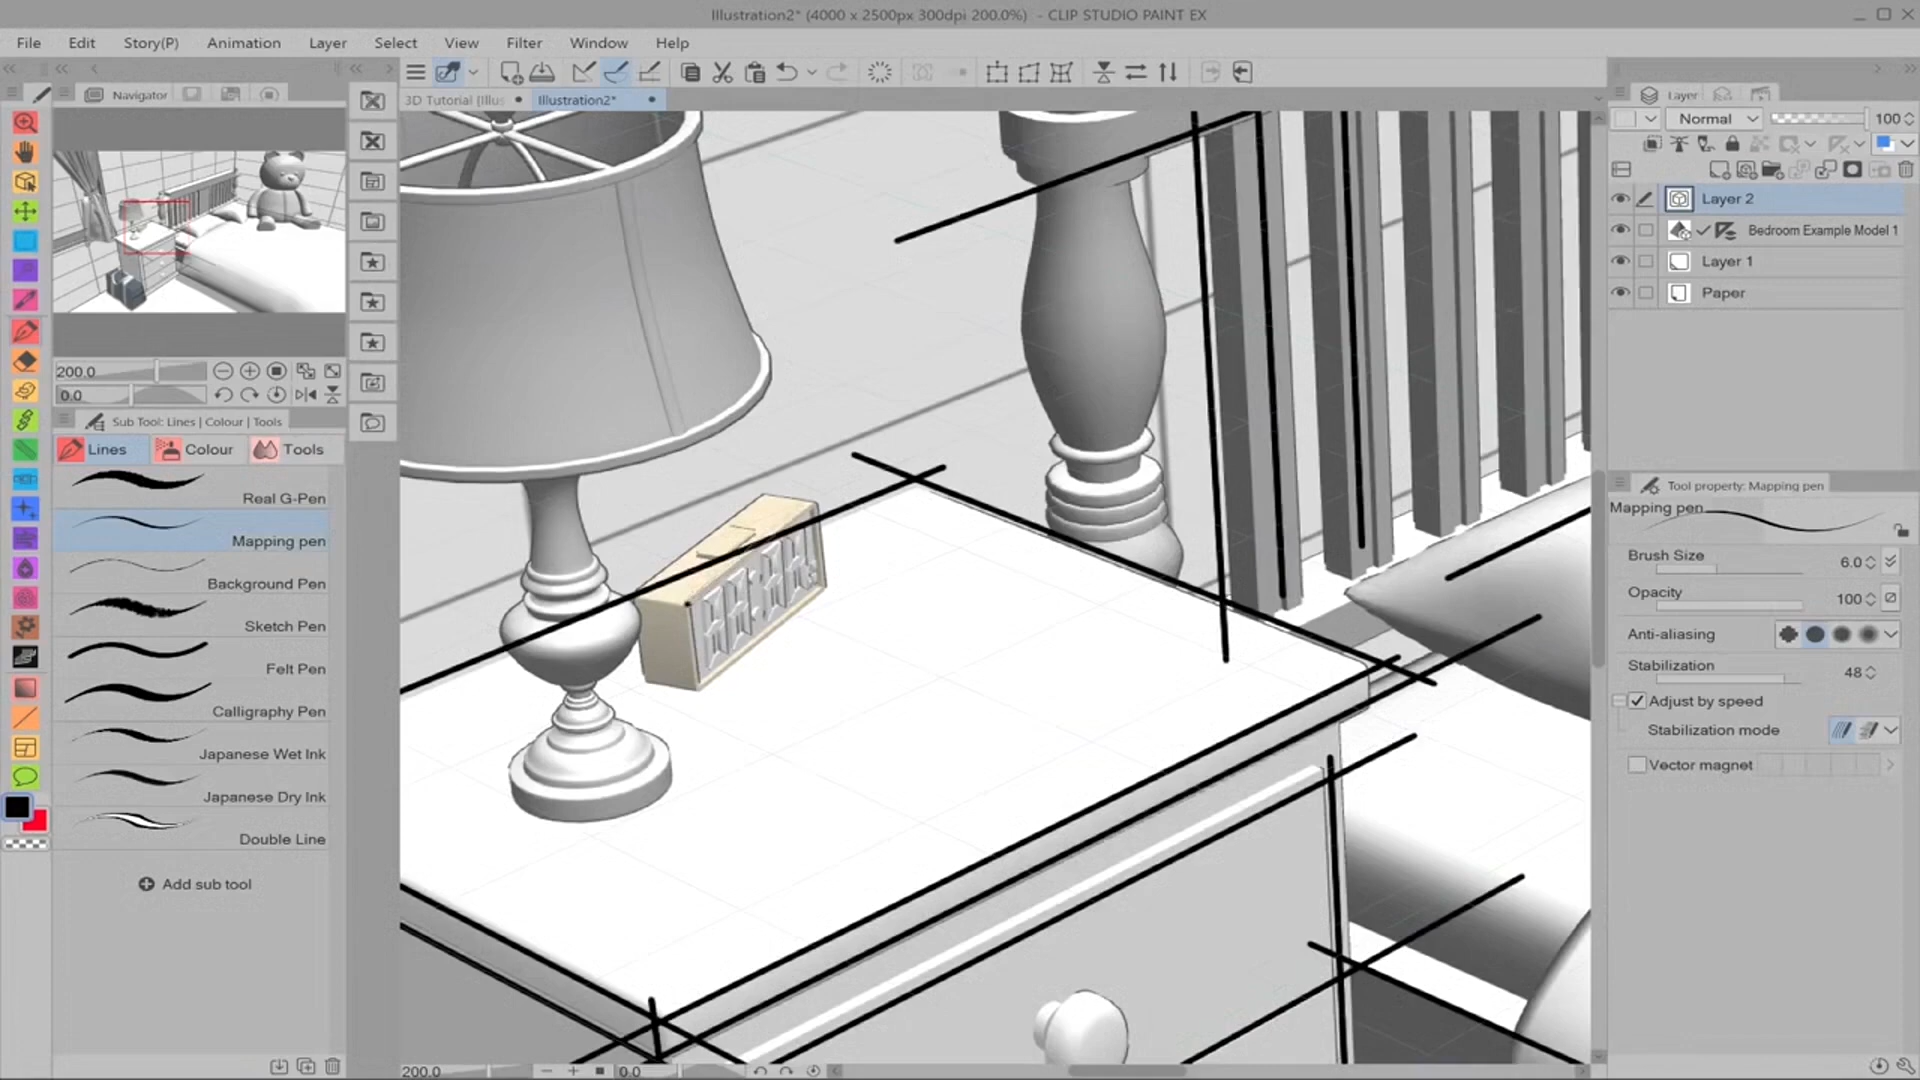 Illustration2* (4000 x 2500px 300dpi 200.0%) - CLIP STUDIO PAINT EX
File Edit Story(P) Animation Layer Select View Filter Window Help
Navigator
3D Tutorial (Illus
Illustration2*
200.0
0.0
Sub Tool: Lines | Colour | Tools
Lines Colour Tools
Real G-Pen
Mapping pen
Background Pen
Sketch Pen
Felt Pen
Calligraphy Pen
Japanese Wet Ink
Japanese Dry Ink
Double Line
Add sub tool
200.0 0.0
Layer
Normal 100
Layer 2
Bedroom Example Model 1
Layer 1
Paper
Tool property: Mapping pen
Mapping pen
Brush Size 6.0
Opacity 100
Anti-aliasing
Stabilization 48
Adjust by speed
Stabilization mode
Vector magnet